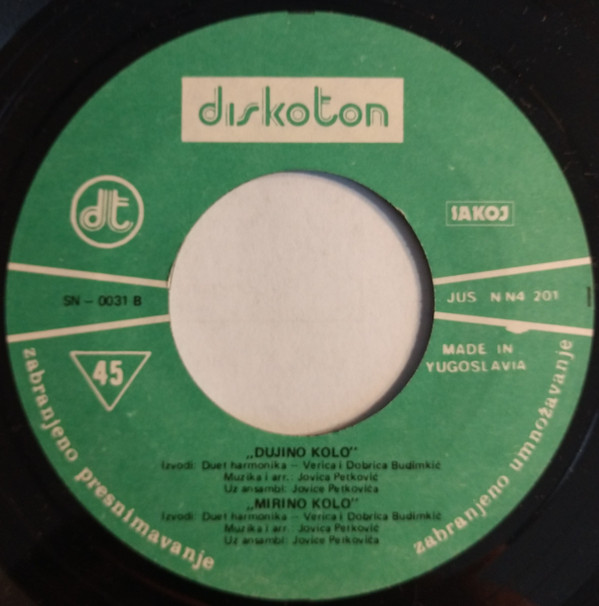 diskoton
dt
SAKOJ
SN – 0031 B
JUS N N4 201
45
MADE IN
YUGOSLAVIA
„DUJINO KOLO"
Izvodi: Duet harmonika – Verica i Dobrica Budimkić
Muzika i arr.: Jovica Petković
Uz ansambl: Jovice Petkovića
„MIRINO KOLO"
Izvodi: Duet harmonika – Verica i Dobrica Budimkić
Muzika i arr.: Jovica Petković
Uz ansambl: Jovice Petkovića
zabranjeno presnimavanje
zabranjeno umnožavanje